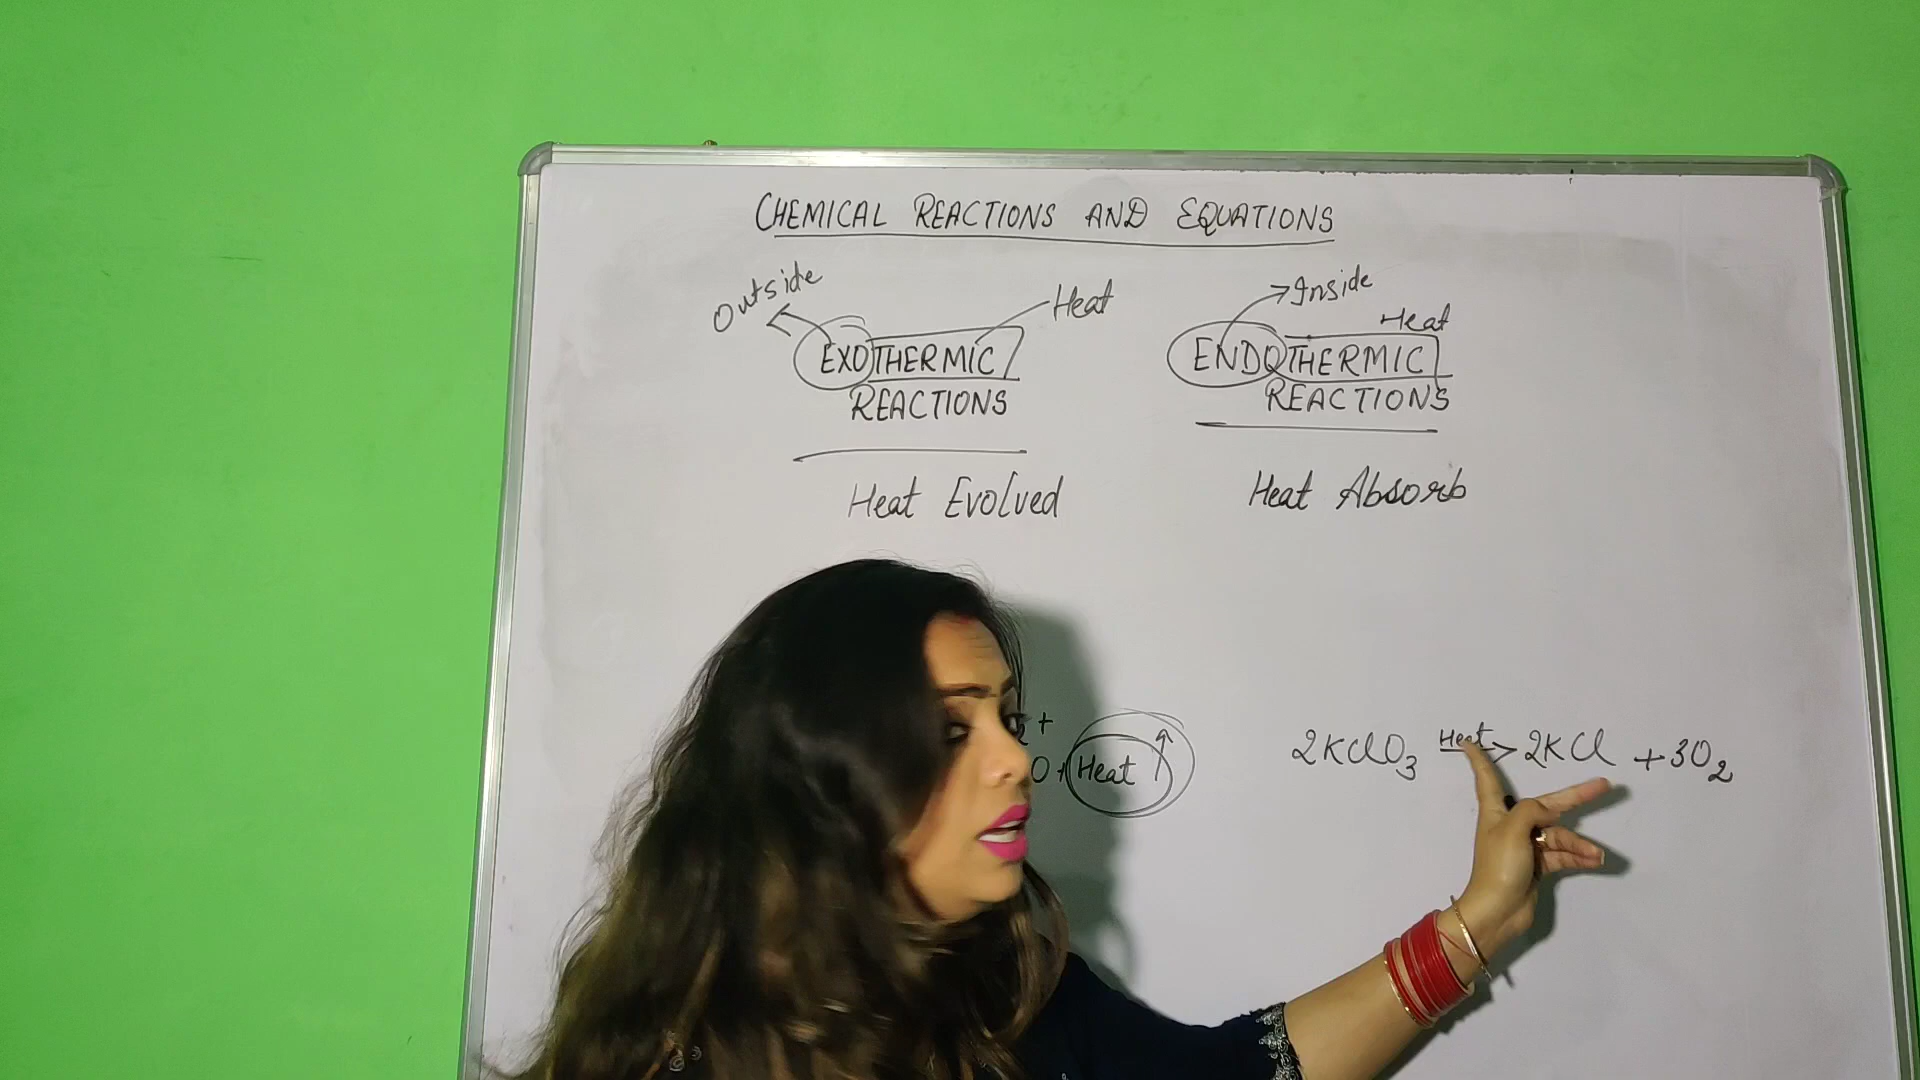 CHEMICAL REACTIONS AND EQUATIONS
Outside
Heat
EXOTHERMIC
REACTIONS
Heat Evolved
Inside
Heat
ENDOTHERMIC
REACTIONS
Heat Absorb
2 +
O + Heat ↑
2KClO3 Heat → 2KCl + 3O2